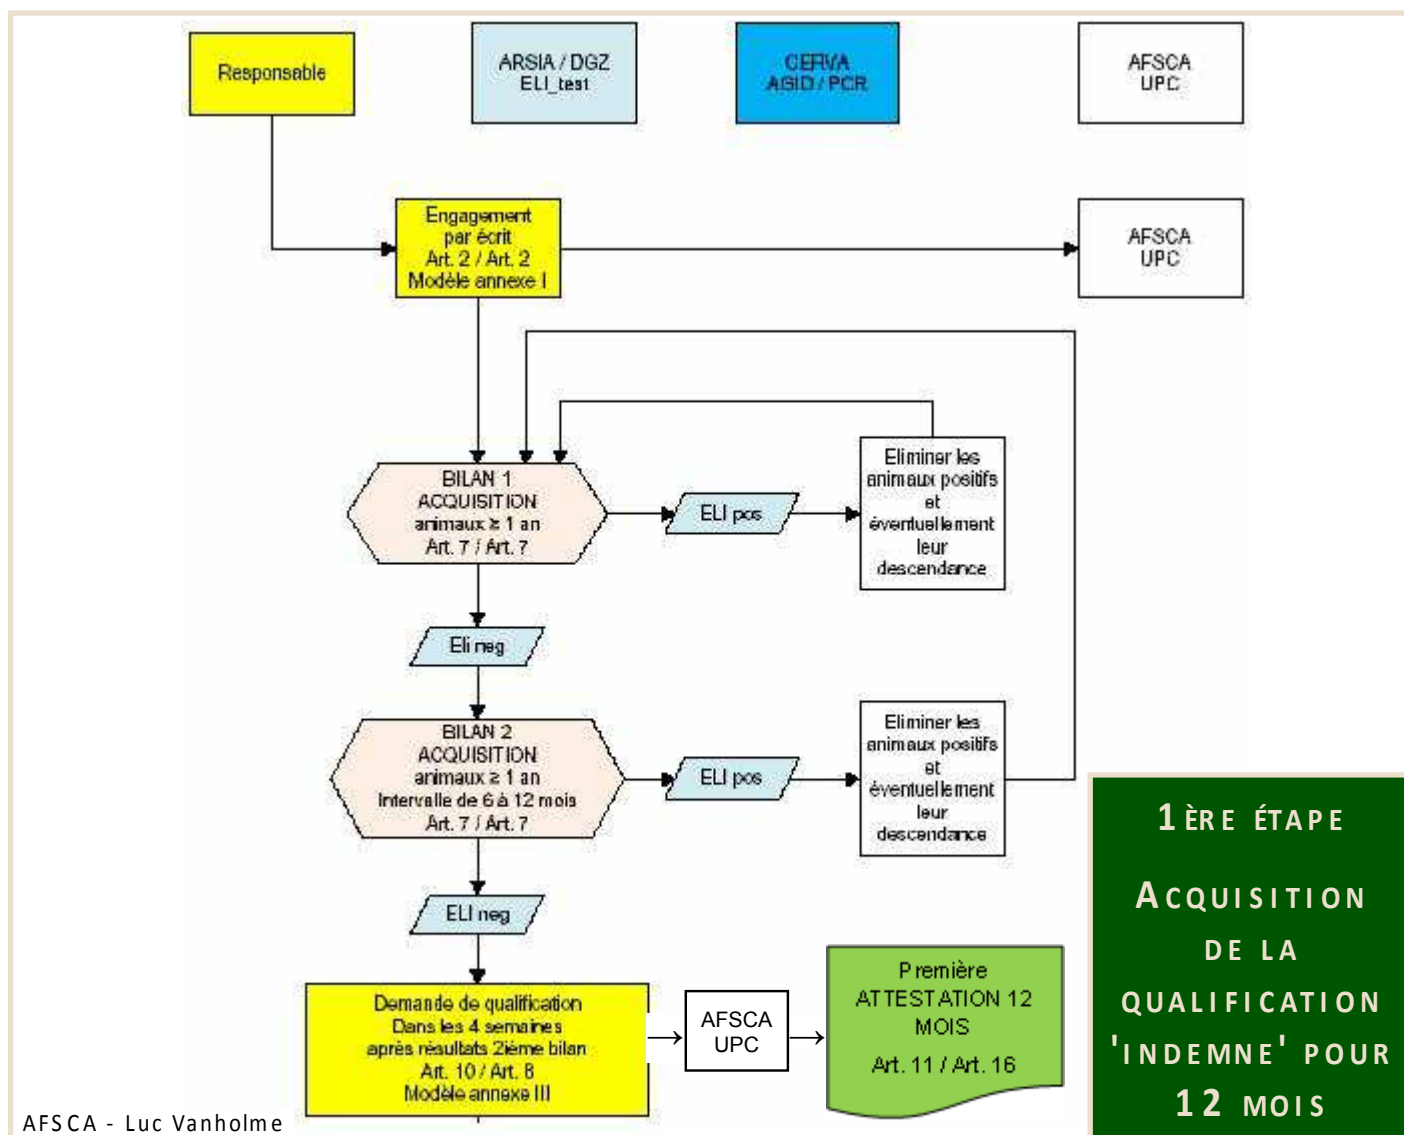 Responsable
ARSIA / DGZ
ELI_test
CERVA
AGID / PCR
AFSCA
UPC
Engagement
par écrit
Art. 2 / Art. 2
Modèle annexe I
AFSCA
UPC
BILAN 1
ACQUISITION
animaux ≥ 1 an
Art. 7 / Art. 7
ELI pos
Eliminer les
animaux positifs
et
éventuellement
leur
descendance
Eli neg
BILAN 2
ACQUISITION
animaux ≥ 1 an
Intervalle de 6 à 12 mois
Art. 7 / Art. 7
ELI pos
Eliminer les
animaux positifs
et
éventuellement
leur
descendance
ELI neg
Demande de qualification
Dans les 4 semaines
après résultats 2ième bilan
Art. 10 / Art. 8
Modèle annexe III
AFSCA
UPC
Première
ATTESTATION 12
MOIS
Art. 11 / Art. 16
1ÈRE ÉTAPE
ACQUISITION
DE LA
QUALIFICATION
'INDEMNE' POUR
12 MOIS
AFSCA - Luc Vanholme